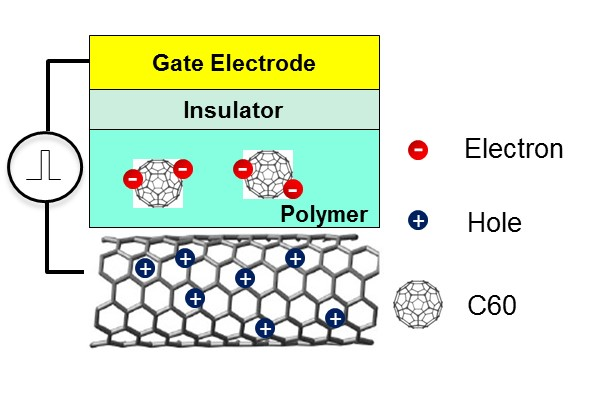 Gate Electrode
Insulator
Polymer
Electron
Hole
C60